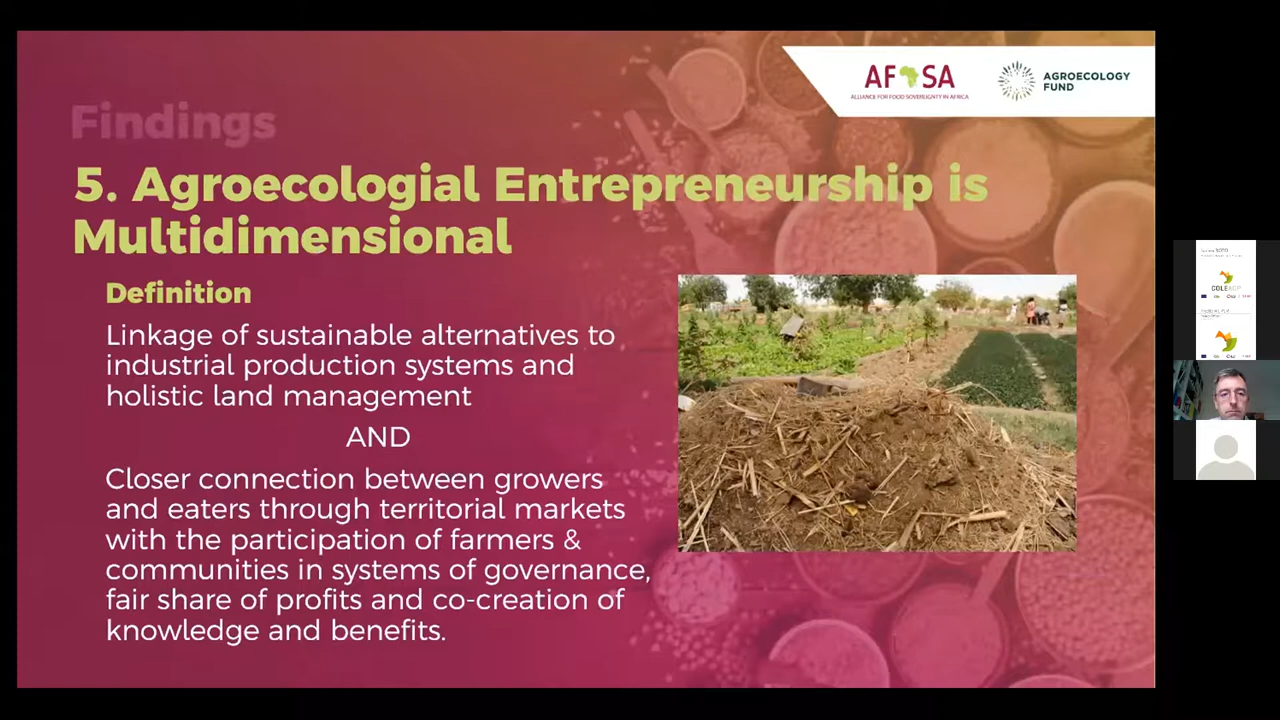 AF SA
ALLIANCE FOR FOOD SOVEREIGNTY IN AFRICA
AGROECOLOGY
FUND
Findings
5. Agroecologial Entrepreneurship is
Multidimensional
Definition
Linkage of sustainable alternatives to
industrial production systems and
holistic land management
AND
Closer connection between growers
and eaters through territorial markets
with the participation of farmers &
communities in systems of governance,
fair share of profits and co-creation of
knowledge and benefits.
COLEACP